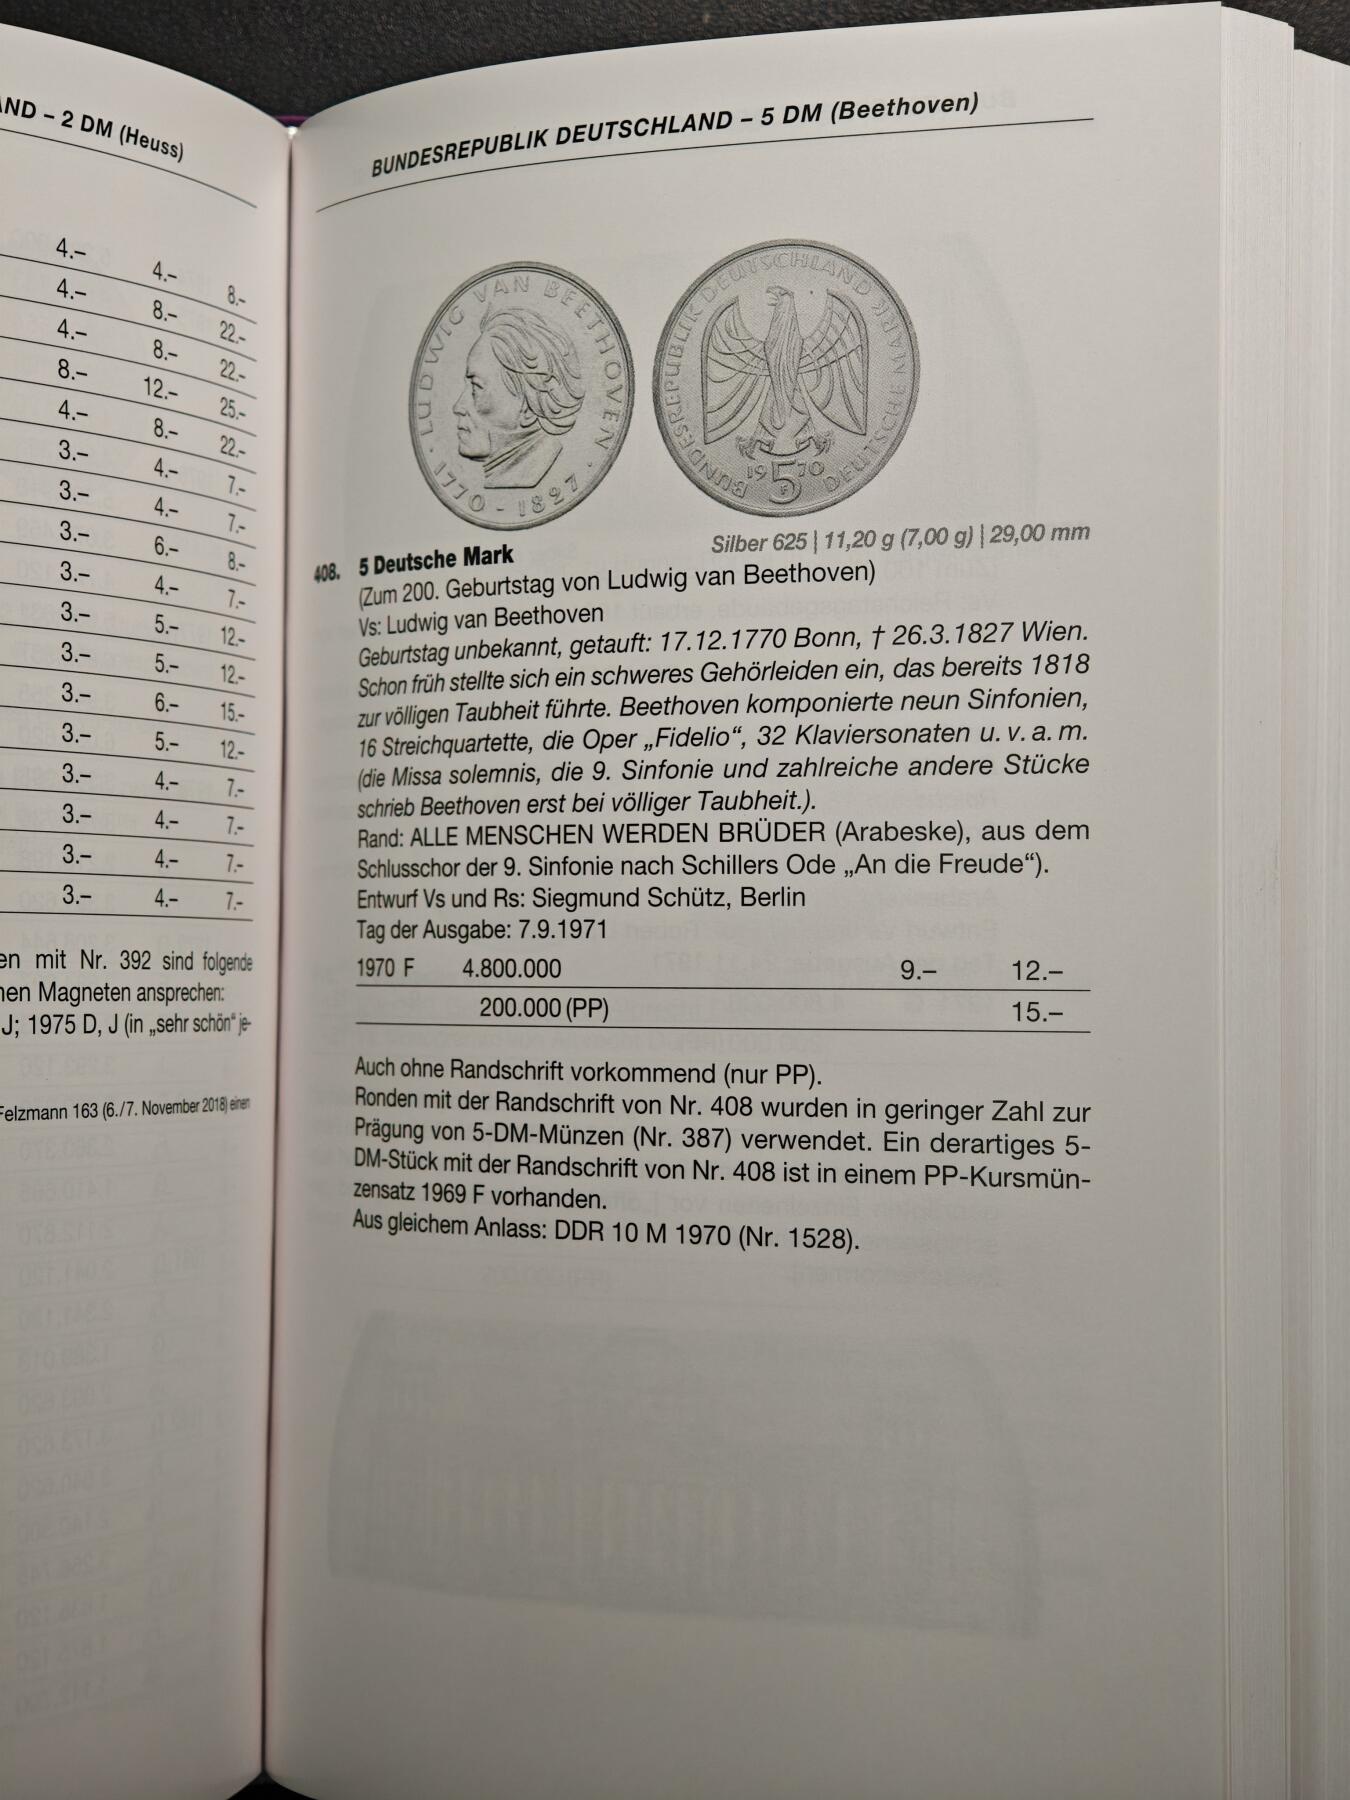 AND – 2 DM (Heuss)
4.– 4.– 8.–
4.– 8.– 22.–
4.– 8.– 22.–
8.– 12.– 25.–
4.– 8.– 22.–
3.– 4.– 7.–
3.– 4.– 7.–
3.– 6.– 8.–
3.– 4.– 7.–
3.– 5.– 12.–
3.– 5.– 12.–
3.– 6.– 15.–
3.– 5.– 12.–
3.– 4.– 7.–
3.– 4.– 7.–
3.– 4.– 7.–
3.– 4.– 7.–
en mit Nr. 392 sind folgende
nen Magneten ansprechen:
J; 1975 D, J (in „sehr schön“ je-
Felzmann 163 (6./7. November 2018) einen
BUNDESREPUBLIK DEUTSCHLAND – 5 DM (Beethoven)
LUDWIG VAN BEETHOVEN · 1770 - 1827 ·
BUNDESREPUBLIK DEUTSCHLAND
DEUTSCHE MARK
19 5 70
F
Silber 625 | 11,20 g (7,00 g) | 29,00 mm
408. 5 Deutsche Mark
(Zum 200. Geburtstag von Ludwig van Beethoven)
Vs: Ludwig van Beethoven
Geburtstag unbekannt, getauft: 17.12.1770 Bonn, † 26.3.1827 Wien.
Schon früh stellte sich ein schweres Gehörleiden ein, das bereits 1818
zur völligen Taubheit führte. Beethoven komponierte neun Sinfonien,
16 Streichquartette, die Oper „Fidelio“, 32 Klaviersonaten u. v. a. m.
(die Missa solemnis, die 9. Sinfonie und zahlreiche andere Stücke
schrieb Beethoven erst bei völliger Taubheit.).
Rand: ALLE MENSCHEN WERDEN BRÜDER (Arabeske), aus dem
Schlusschor der 9. Sinfonie nach Schillers Ode „An die Freude“).
Entwurf Vs und Rs: Siegmund Schütz, Berlin
Tag der Ausgabe: 7.9.1971
1970 F 4.800.000 9.– 12.–
200.000 (PP) 15.–
Auch ohne Randschrift vorkommend (nur PP).
Ronden mit der Randschrift von Nr. 408 wurden in geringer Zahl zur
Prägung von 5-DM-Münzen (Nr. 387) verwendet. Ein derartiges 5-
DM-Stück mit der Randschrift von Nr. 408 ist in einem PP-Kursmün-
zensatz 1969 F vorhanden.
Aus gleichem Anlass: DDR 10 M 1970 (Nr. 1528).